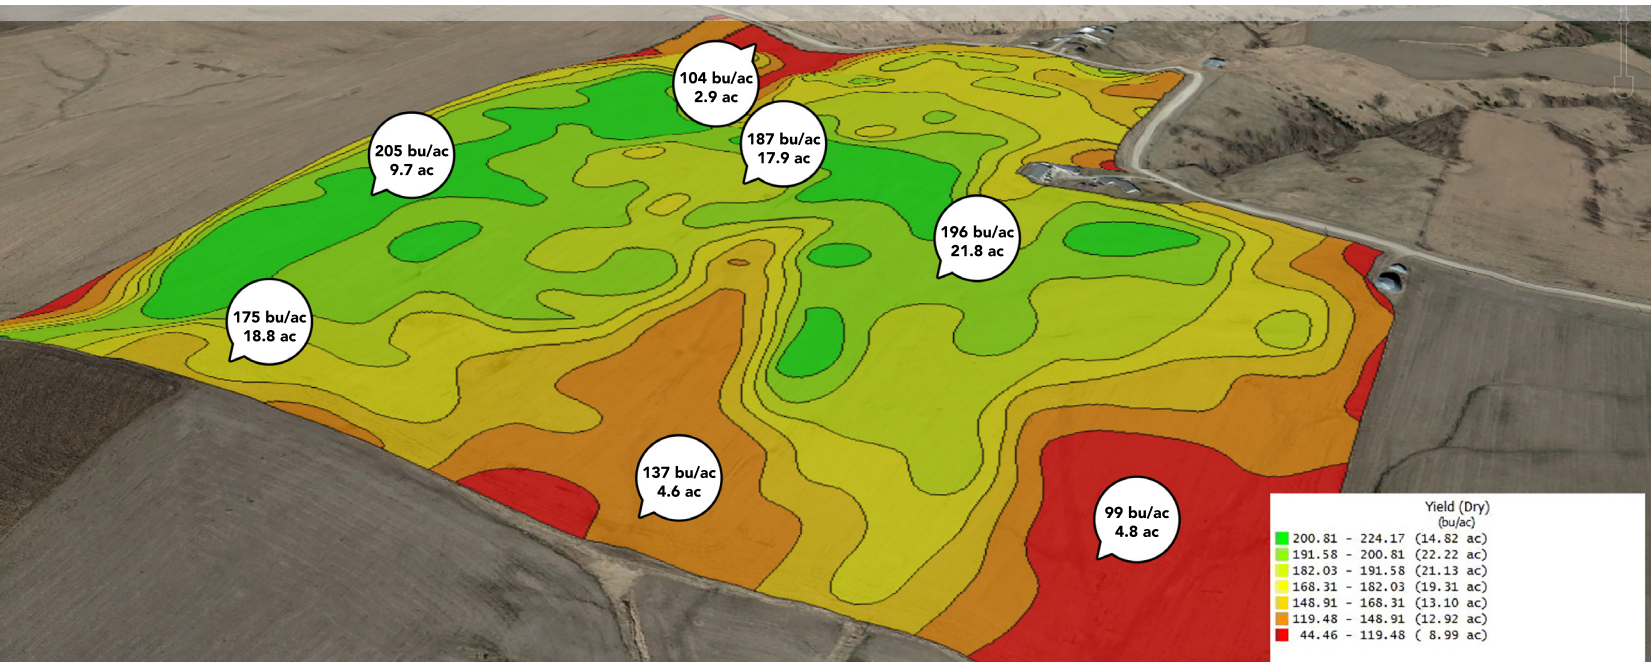 104 bu/ac
2.9 ac
187 bu/ac
17.9 ac
205 bu/ac
9.7 ac
196 bu/ac
21.8 ac
175 bu/ac
18.8 ac
137 bu/ac
4.6 ac
99 bu/ac
4.8 ac
Yield (Dry)
(bu/ac)
200.81 - 224.17 (14.82 ac)
191.58 - 200.81 (22.22 ac)
182.03 - 191.58 (21.13 ac)
168.31 - 182.03 (19.31 ac)
148.91 - 168.31 (13.10 ac)
119.48 - 148.91 (12.92 ac)
44.46 - 119.48 ( 8.99 ac)